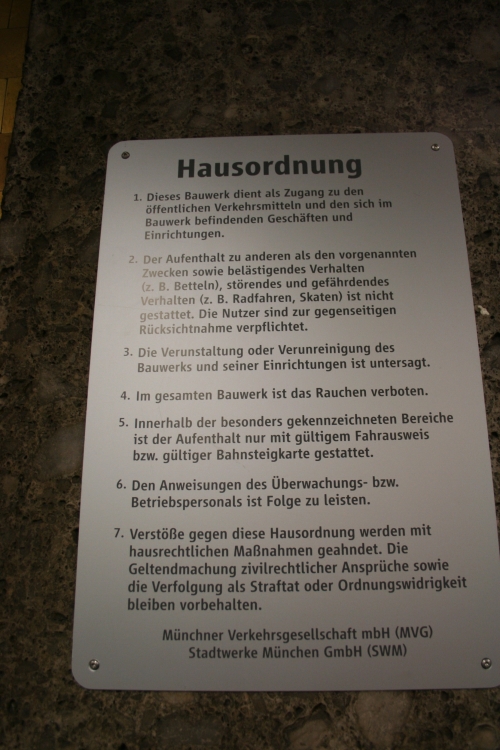 Hausordnung
1. Dieses Bauwerk dient als Zugang zu den
öffentlichen Verkehrsmitteln und den sich im
Bauwerk befindenden Geschäften und
Einrichtungen.
2. Der Aufenthalt zu anderen als den vorgenannten
Zwecken sowie belästigendes Verhalten
(z. B. Betteln), störendes und gefährdendes
Verhalten (z. B. Radfahren, Skaten) ist nicht
gestattet. Die Nutzer sind zur gegenseitigen
Rücksichtnahme verpflichtet.
3. Die Verunstaltung oder Verunreinigung des
Bauwerks und seiner Einrichtungen ist untersagt.
4. Im gesamten Bauwerk ist das Rauchen verboten.
5. Innerhalb der besonders gekennzeichneten Bereiche
ist der Aufenthalt nur mit gültigem Fahrausweis
bzw. gültiger Bahnsteigkarte gestattet.
6. Den Anweisungen des Überwachungs- bzw.
Betriebspersonals ist Folge zu leisten.
7. Verstöße gegen diese Hausordnung werden mit
hausrechtlichen Maßnahmen geahndet. Die
Geltendmachung zivilrechtlicher Ansprüche sowie
die Verfolgung als Straftat oder Ordnungswidrigkeit
bleiben vorbehalten.
Münchner Verkehrsgesellschaft mbH (MVG)
Stadtwerke München GmbH (SWM)